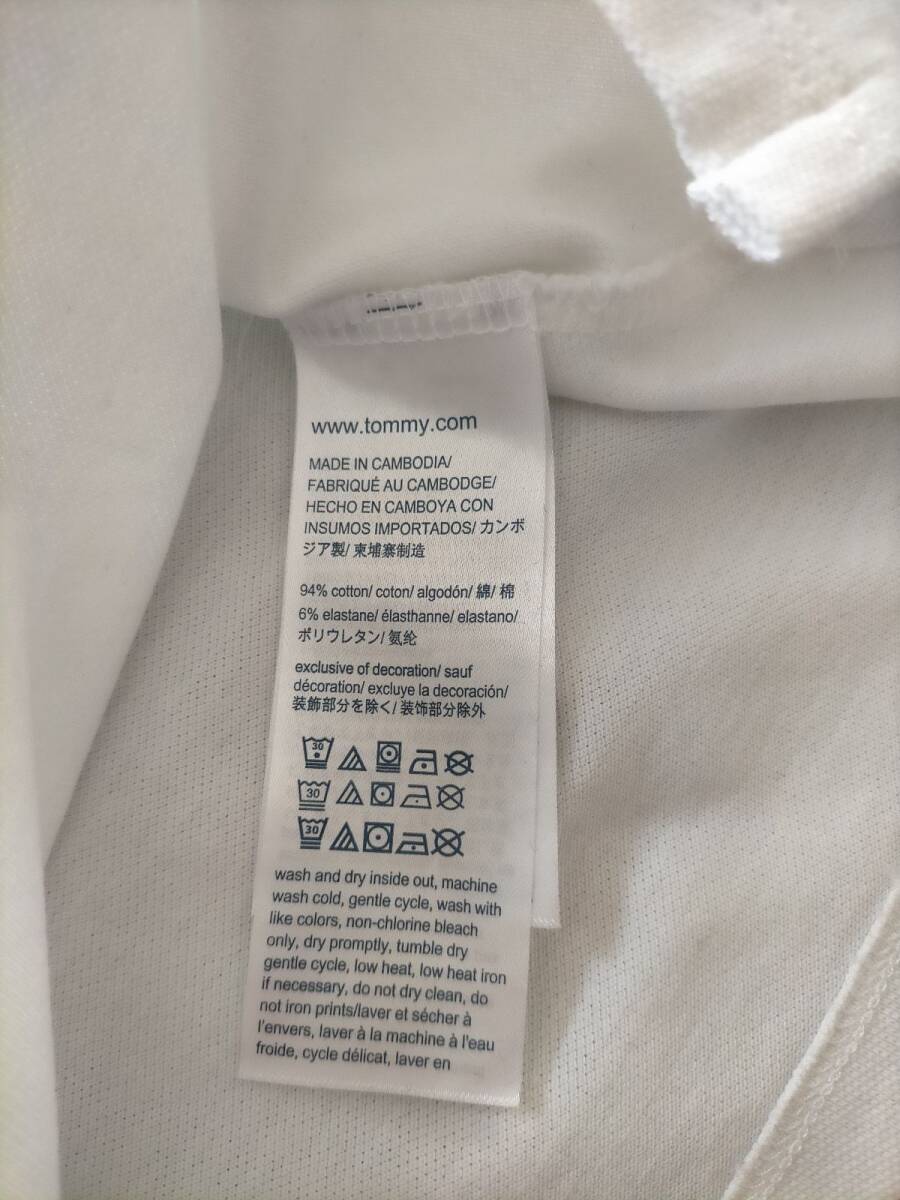 www.tommy.com
MADE IN CAMBODIA/
FABRIQUÉ AU CAMBODGE/
HECHO EN CAMBOYA CON
INSUMOS IMPORTADOS/ カンボ
ジア製/ 柬埔寨制造
94% cotton/ coton/ algodón/ 綿/ 棉
6% elastane/ élasthanne/ elastano/
ポリウレタン/ 氨纶
exclusive of decoration/ sauf
décoration/ excluye la decoración/
装飾部分を除く/ 装饰部分除外
30
30
30
wash and dry inside out, machine
wash cold, gentle cycle, wash with
like colors, non-chlorine bleach
only, dry promptly, tumble dry
gentle cycle, low heat, low heat iron
if necessary, do not dry clean, do
not iron prints/laver et sécher à
l'envers, laver à la machine à l'eau
froide, cycle délicat, laver en